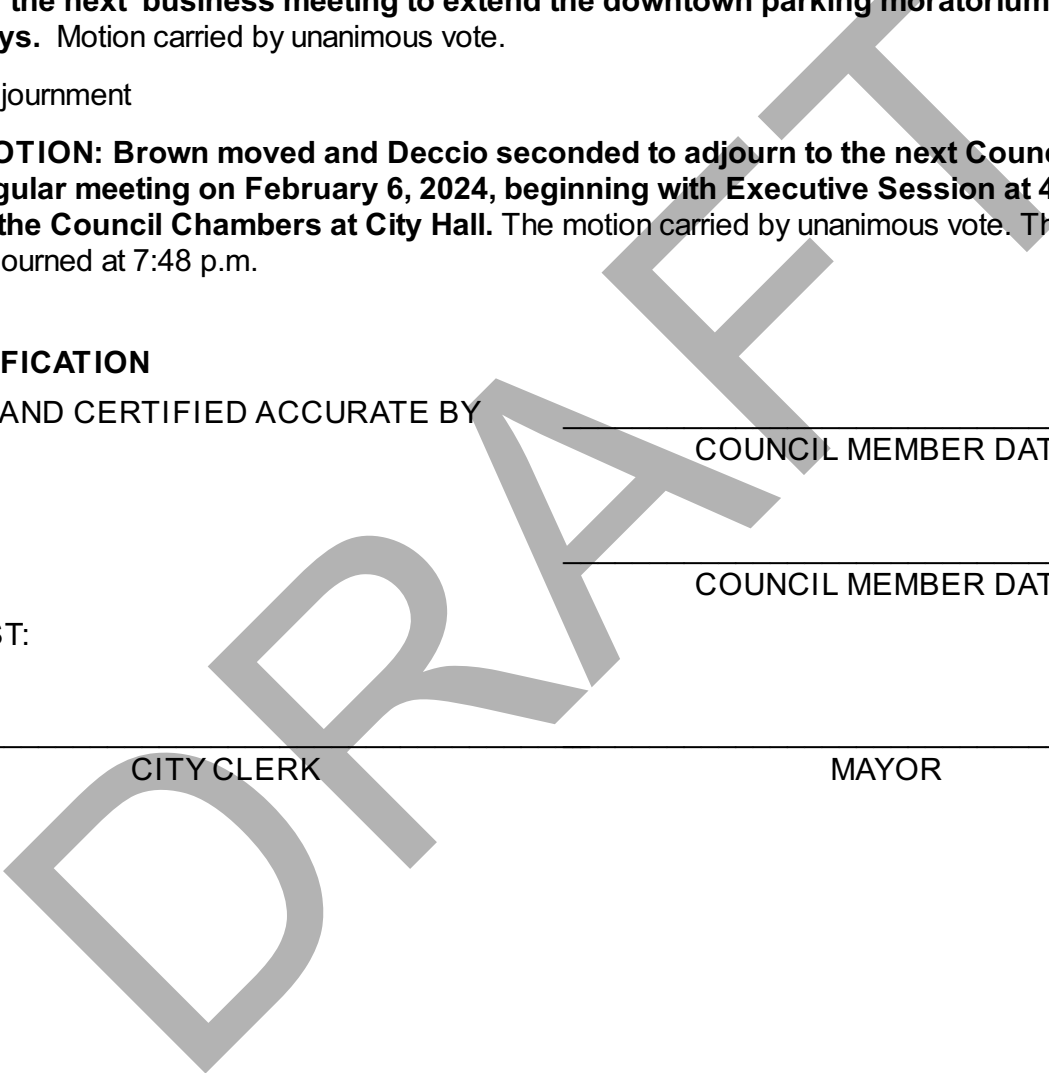 the next business meeting to extend the downtown parking moratorium
ys. Motion carried by unanimous vote.
journment
OTION: Brown moved and Deccio seconded to adjourn to the next Counc
gular meeting on February 6, 2024, beginning with Executive Session at 4
the Council Chambers at City Hall. The motion carried by unanimous vote. Th
ourned at 7:48 p.m.
FICATION
AND CERTIFIED ACCURATE BY
COUNCIL MEMBER DAT
COUNCIL MEMBER DAT
ST:
CITY CLERK MAYOR
DRAFT